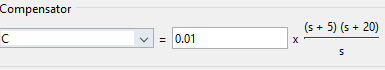 Compensator
C = 0.01 x (s + 5) (s + 20)
s